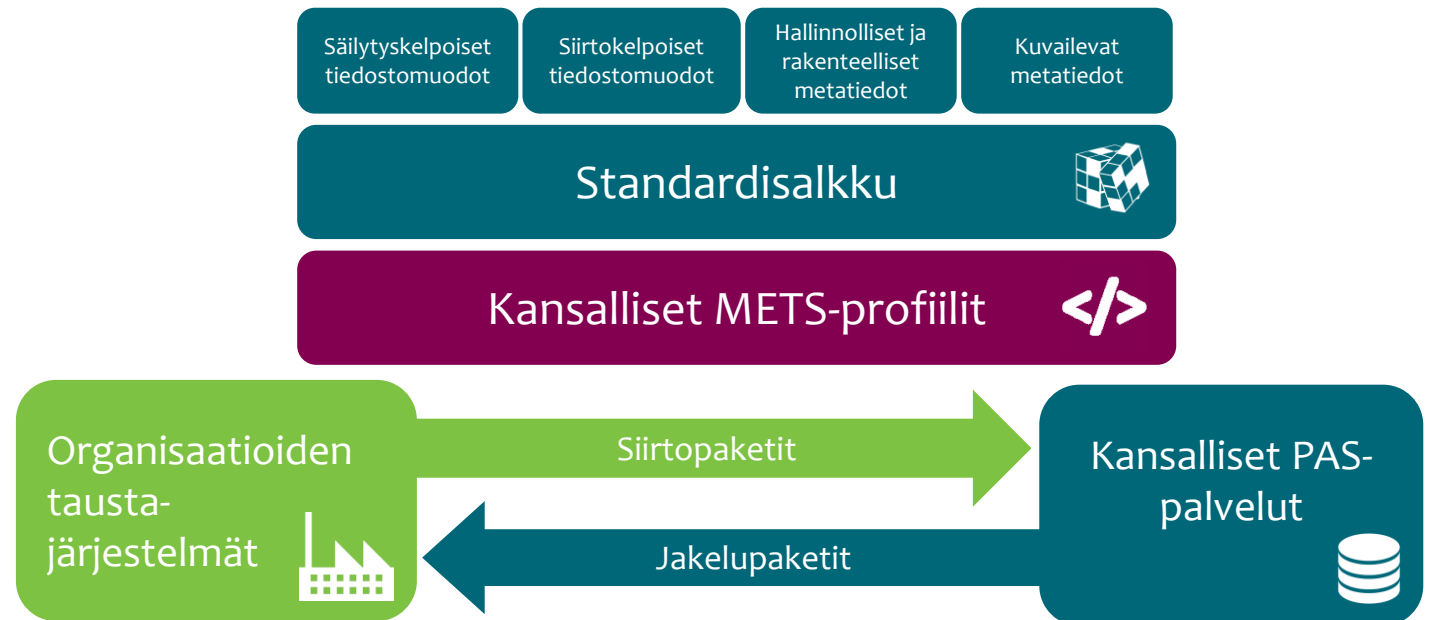 Säilytyskelpoiset
tiedostomuodot
Siirtokelpoiset
tiedostomuodot
Hallinnolliset ja
rakenteelliset
metatiedot
Kuvailevat
metatiedot
Standardisalkku
Kansalliset METS-profiilit
</>
Organisaatioiden
tausta-
järjestelmät
Siirtopaketit
Jakelupaketit
Kansalliset PAS-
palvelut